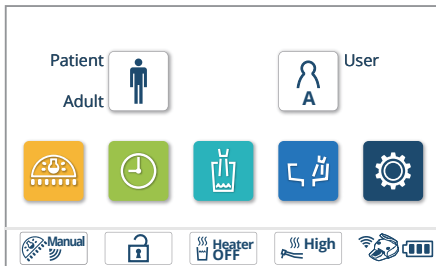 Patient
User
Adult
A
Manual
Heater
OFF
High